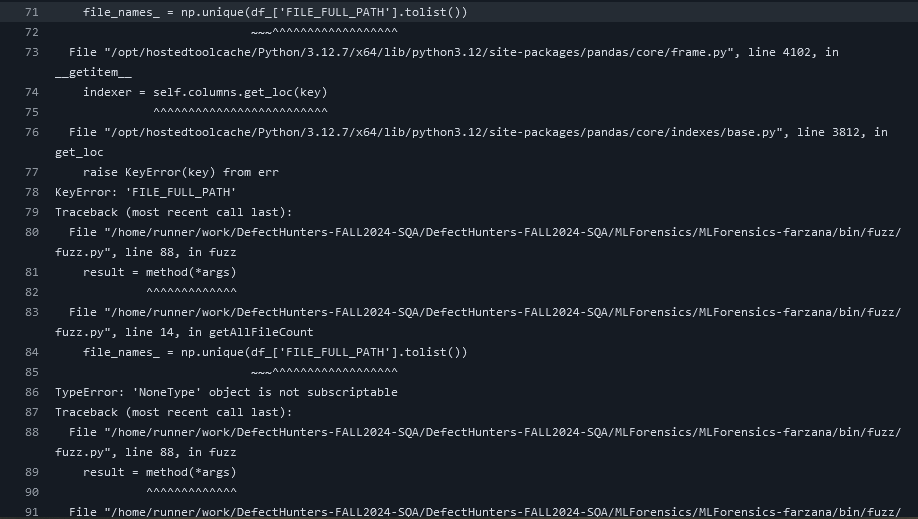 71 file_names_ = np.unique(df_['FILE_FULL_PATH'].tolist())
72 ~~~^^^^^^^^^^^^^^^^^^
73 File "/opt/hostedtoolcache/Python/3.12.7/x64/lib/python3.12/site-packages/pandas/core/frame.py", line 4102, in
__getitem__
74 indexer = self.columns.get_loc(key)
75 ^^^^^^^^^^^^^^^^^^^^^^^^^
76 File "/opt/hostedtoolcache/Python/3.12.7/x64/lib/python3.12/site-packages/pandas/core/indexes/base.py", line 3812, in
get_loc
77 raise KeyError(key) from err
78 KeyError: 'FILE_FULL_PATH'
79 Traceback (most recent call last):
80 File "/home/runner/work/DefectHunters-FALL2024-SQA/DefectHunters-FALL2024-SQA/MLForensics/MLForensics-farzana/bin/fuzz/
fuzz.py", line 88, in fuzz
81 result = method(*args)
82 ^^^^^^^^^^^^^
83 File "/home/runner/work/DefectHunters-FALL2024-SQA/DefectHunters-FALL2024-SQA/MLForensics/MLForensics-farzana/bin/fuzz/
fuzz.py", line 14, in getAllFileCount
84 file_names_ = np.unique(df_['FILE_FULL_PATH'].tolist())
85 ~~~^^^^^^^^^^^^^^^^^^
86 TypeError: 'NoneType' object is not subscriptable
87 Traceback (most recent call last):
88 File "/home/runner/work/DefectHunters-FALL2024-SQA/DefectHunters-FALL2024-SQA/MLForensics/MLForensics-farzana/bin/fuzz/
fuzz.py", line 88, in fuzz
89 result = method(*args)
90 ^^^^^^^^^^^^^
91 File "/home/runner/work/DefectHunters-FALL2024-SQA/DefectHunters-FALL2024-SQA/MLForensics/MLForensics-farzana/bin/fuzz/